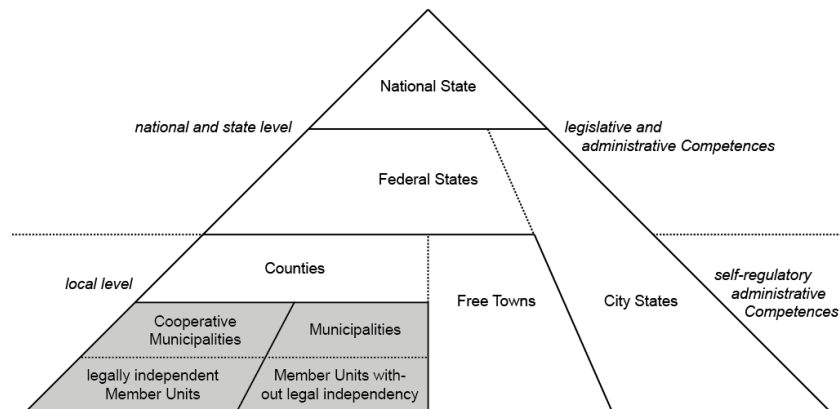 National State
national and state level
legislative and
administrative Competences
Federal States
local level
Counties
Free Towns
City States
self-regulatory
administrative
Competences
Cooperative
Municipalities
Municipalities
legally independent
Member Units
Member Units with-
out legal independency